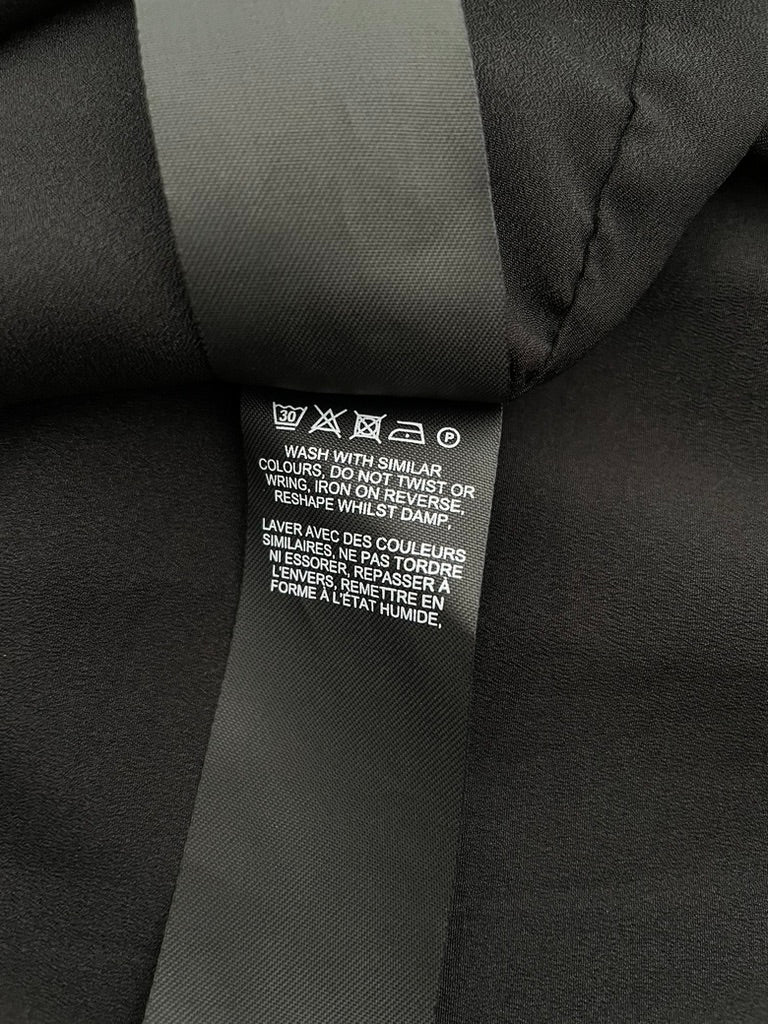 30 P
WASH WITH SIMILAR
COLOURS, DO NOT TWIST OR
WRING, IRON ON REVERSE,
RESHAPE WHILST DAMP,
LAVER AVEC DES COULEURS
SIMILAIRES, NE PAS TORDRE
NI ESSORER, REPASSER À
L'ENVERS, REMETTRE EN
FORME À L'ÉTAT HUMIDE,